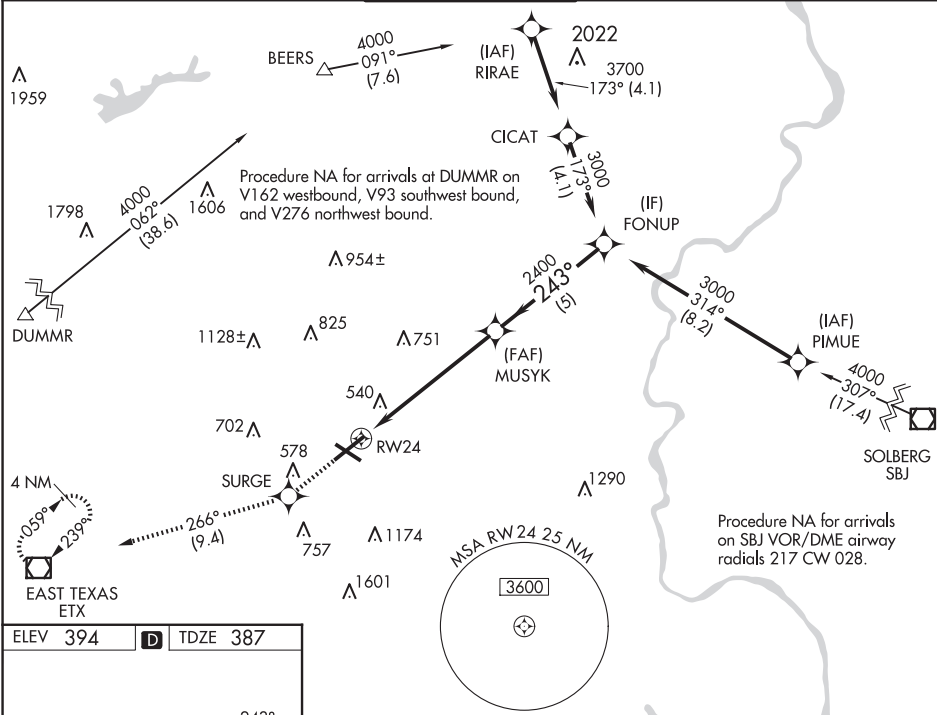 BEERS
4000
091°
(7.6)
(IAF)
RIRAE
2022
3700
173° (4.1)
1959
CICAT
3000
173°
(4.1)
Procedure NA for arrivals at DUMMR on
V162 westbound, V93 southwest bound,
and V276 northwest bound.
4000
062°
(38.6)
1606
1798
(IF)
FONUP
954±
2400
243°
(5)
3000
314°
(8.2)
DUMMR
1128±
825
751
(FAF)
MUSYK
(IAF)
PIMUE
4000
307°
(17.4)
540
702
RW24
578
SOLBERG
SBJ
SURGE
4 NM
059°
239°
266°
(9.4)
1290
757
1174
Procedure NA for arrivals
on SBJ VOR/DME airway
radials 217 CW 028.
MSA RW24 25 NM
3600
1601
EAST TEXAS
ETX
ELEV 394 D TDZE 387